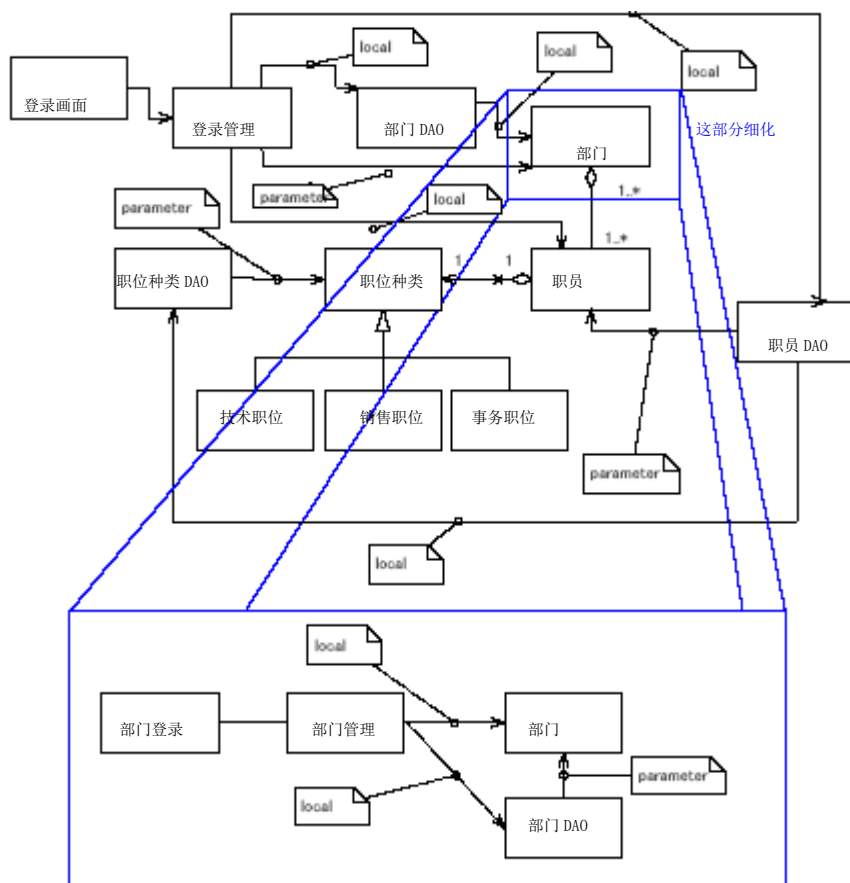 local
local
local
登录画面
登录管理
部门 DAO
部门
这部分细化
parameter
local
1..*
parameter
1..*
职位种类 DAO
职位种类
1
1
职员
职员 DAO
技术职位
销售职位
事务职位
parameter
local
local
部门登录
部门管理
部门
parameter
local
部门 DAO